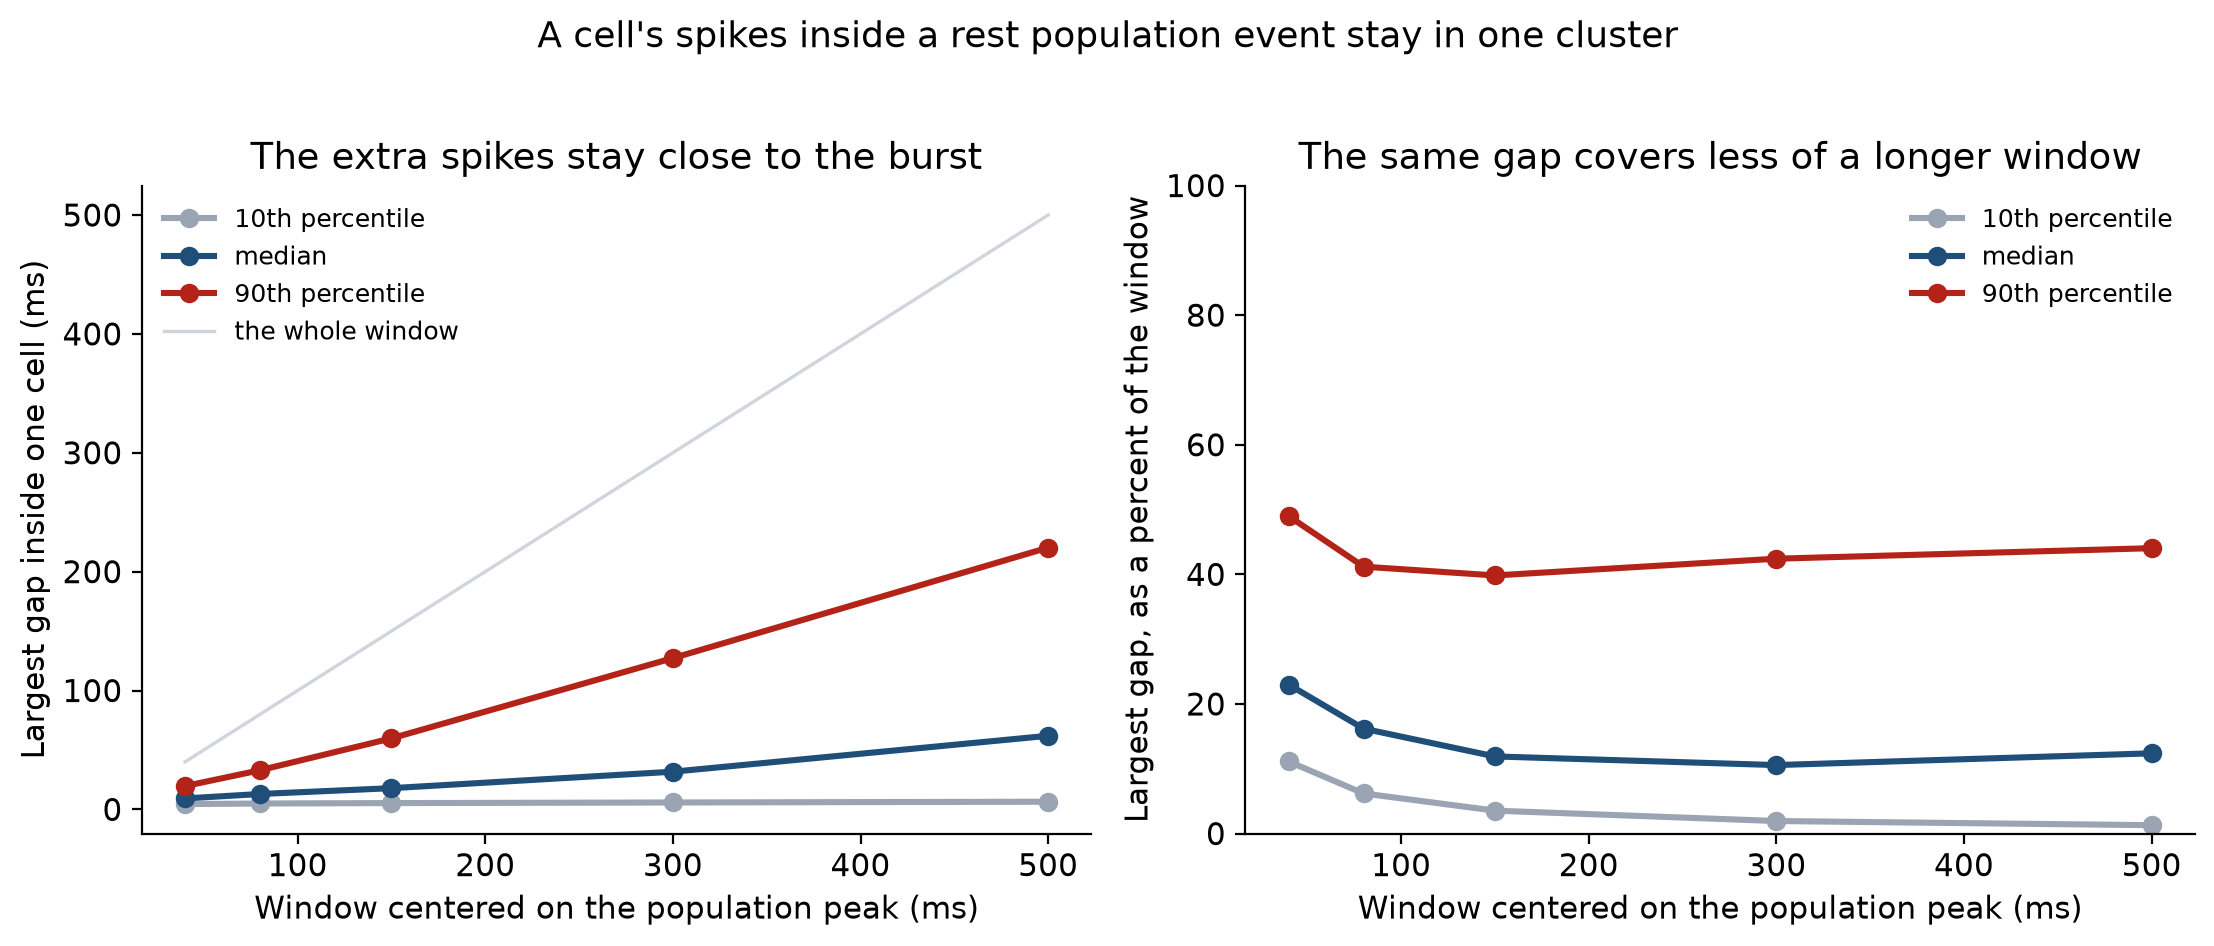 A cell's spikes inside a rest population event stay in one cluster
The extra spikes stay close to the burst
Largest gap inside one cell (ms)
500
400
300
200
100
0
10th percentile
median
90th percentile
the whole window
100
200
300
400
500
Window centered on the population peak (ms)
The same gap covers less of a longer window
Largest gap, as a percent of the window
100
80
60
40
20
0
10th percentile
median
90th percentile
100
200
300
400
500
Window centered on the population peak (ms)